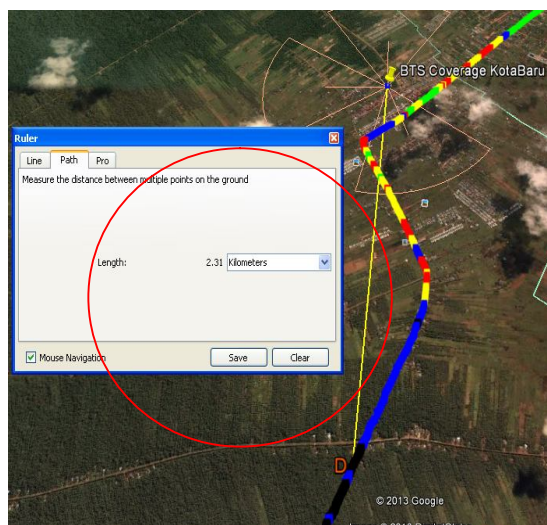 BTS Coverage KotaBaru
Ruler
Line Path Pro
Measure the distance between multiple points on the ground
Length: 2.31 Kilometers
Mouse Navigation Save Clear
D
© 2013 Google